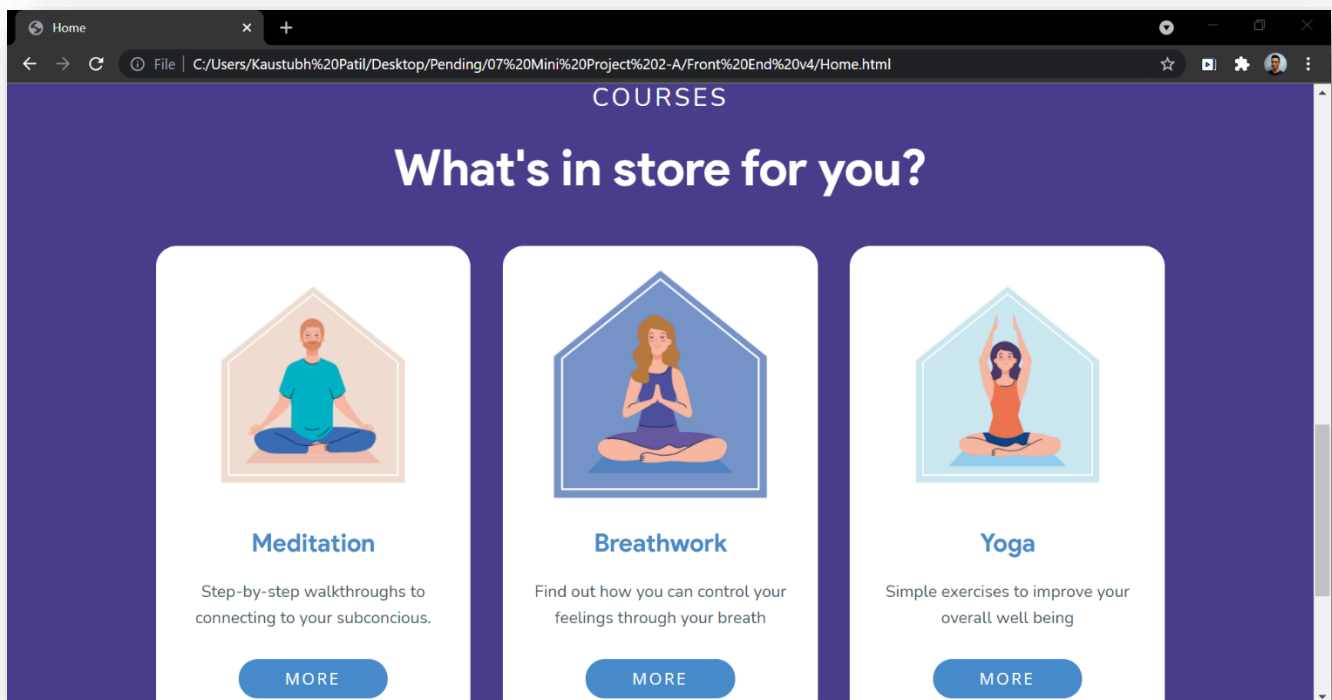 Home
File | C:/Users/Kaustubh%20Patil/Desktop/Pending/07%20Mini%20Project%202-A/Front%20End%20v4/Home.html
COURSES
What's in store for you?
Meditation
Step-by-step walkthroughs to
connecting to your subconcious.
MORE
Breathwork
Find out how you can control your
feelings through your breath
MORE
Yoga
Simple exercises to improve your
overall well being
MORE